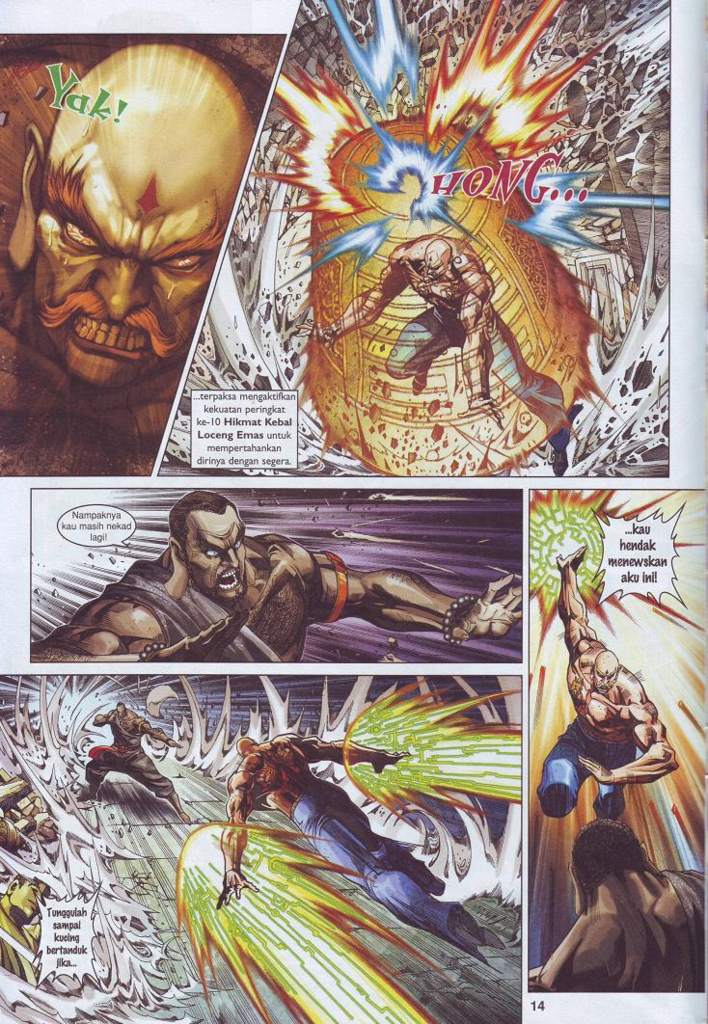 Yak!
HONG...
...terpaksa mengaktifkan
kekuatan peringkat
ke-10 Hikmat Kebal
Loceng Emas untuk
mempertahankan
dirinya dengan segera.
Nampaknya
kau masih nekad
lagi!
Tunggulah
sampai
kucing
bertanduk
jika...
...kau
hendak
menewskan
aku ini!
14